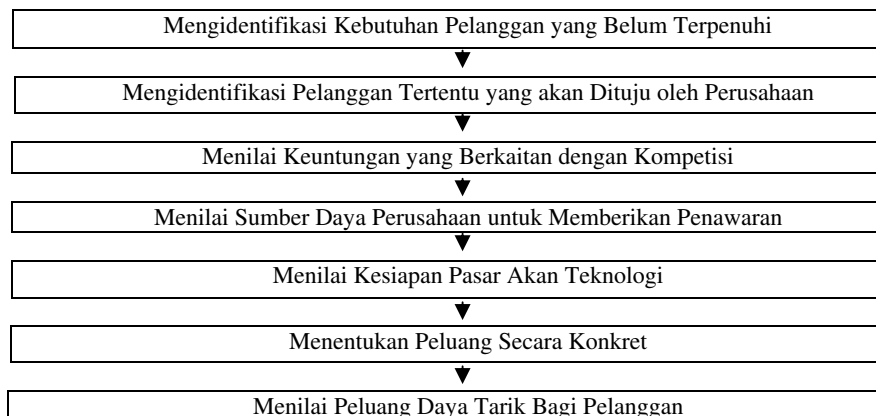 Mengidentifikasi Kebutuhan Pelanggan yang Belum Terpenuhi
Mengidentifikasi Pelanggan Tertentu yang akan Dituju oleh Perusahaan
Menilai Keuntungan yang Berkaitan dengan Kompetisi
Menilai Sumber Daya Perusahaan untuk Memberikan Penawaran
Menilai Kesiapan Pasar Akan Teknologi
Menentukan Peluang Secara Konkret
Menilai Peluang Daya Tarik Bagi Pelanggan